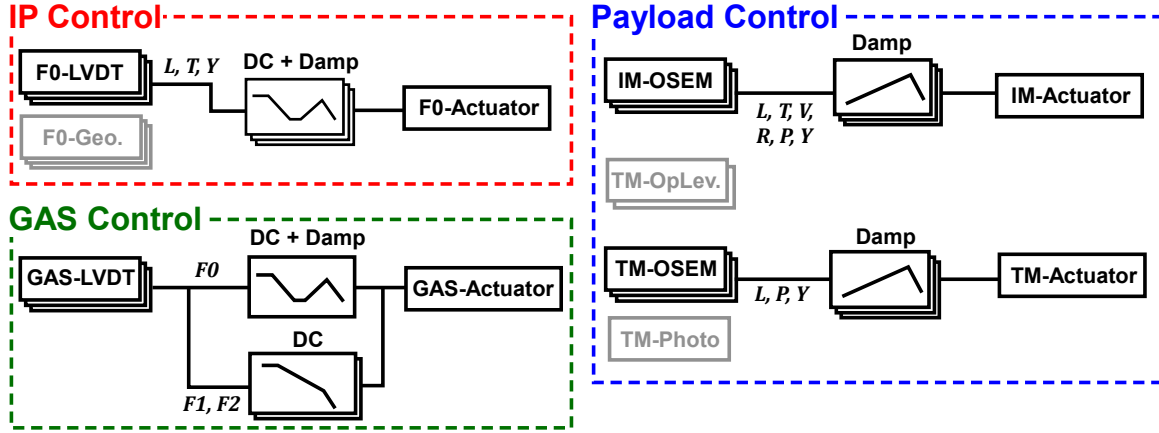 IP Control
F0-LVDT
L, T, Y
DC + Damp
F0-Actuator
F0-Geo.
GAS Control
GAS-LVDT
F0
DC + Damp
GAS-Actuator
DC
F1, F2
Payload Control
IM-OSEM
L, T, V,
R, P, Y
Damp
IM-Actuator
TM-OpLev.
TM-OSEM
L, P, Y
Damp
TM-Actuator
TM-Photo